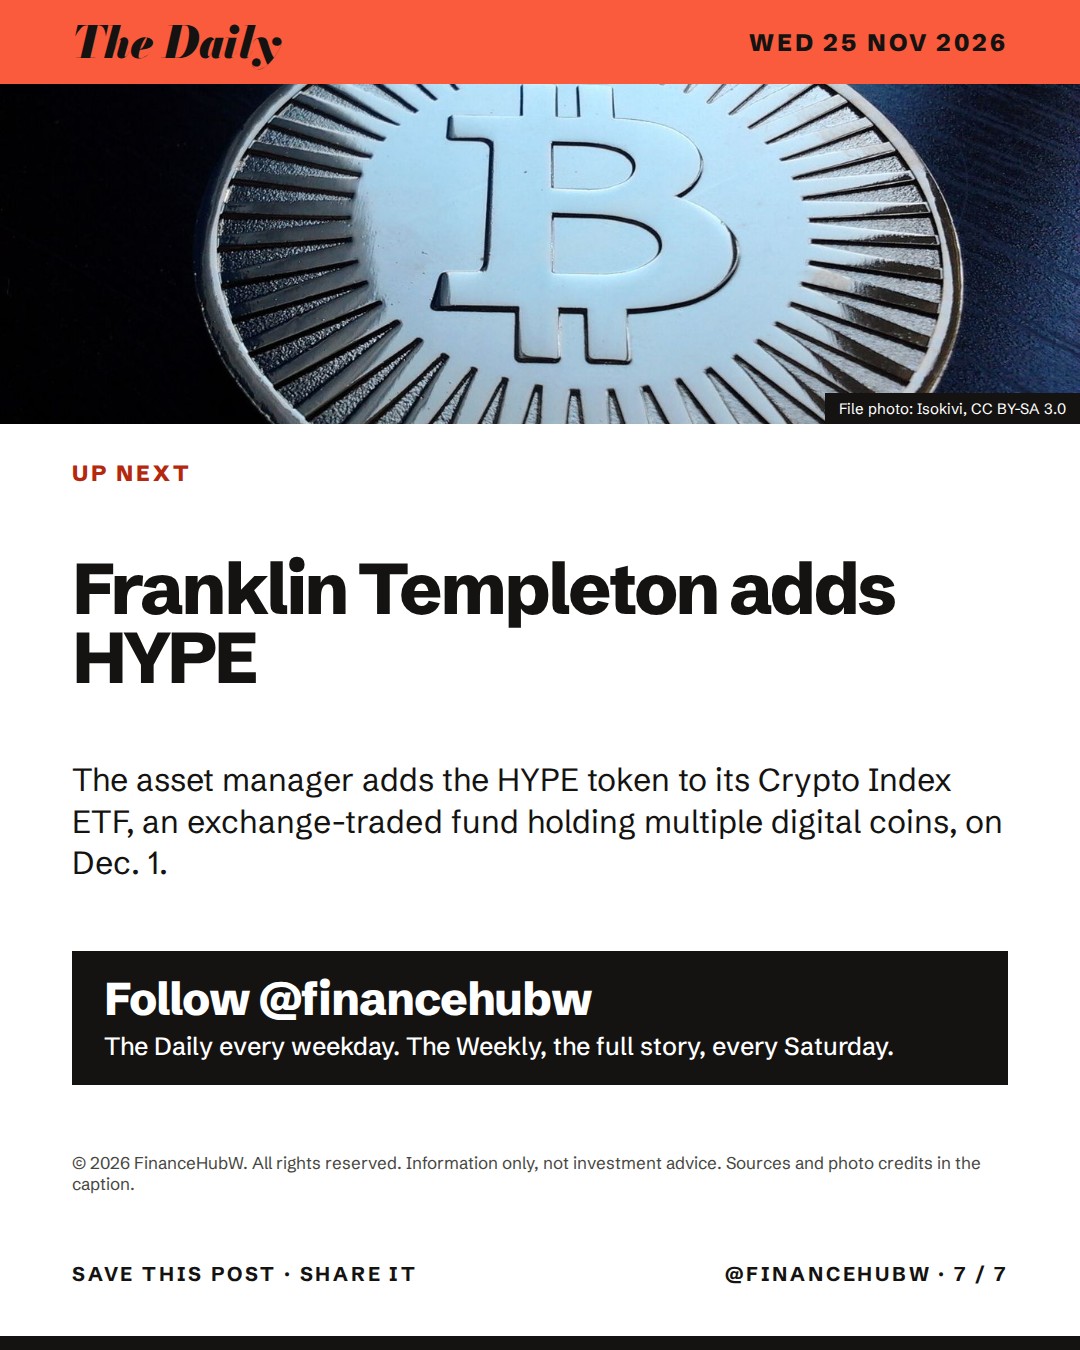 The Daily
WED 25 NOV 2026
File photo: Isokivi, CC BY-SA 3.0
UP NEXT
Franklin Templeton adds
HYPE
The asset manager adds the HYPE token to its Crypto Index
ETF, an exchange-traded fund holding multiple digital coins, on
Dec. 1.
Follow @financehubw
The Daily every weekday. The Weekly, the full story, every Saturday.
© 2026 FinanceHubW. All rights reserved. Information only, not investment advice. Sources and photo credits in the
caption.
SAVE THIS POST · SHARE IT
@FINANCEHUBW · 7 / 7